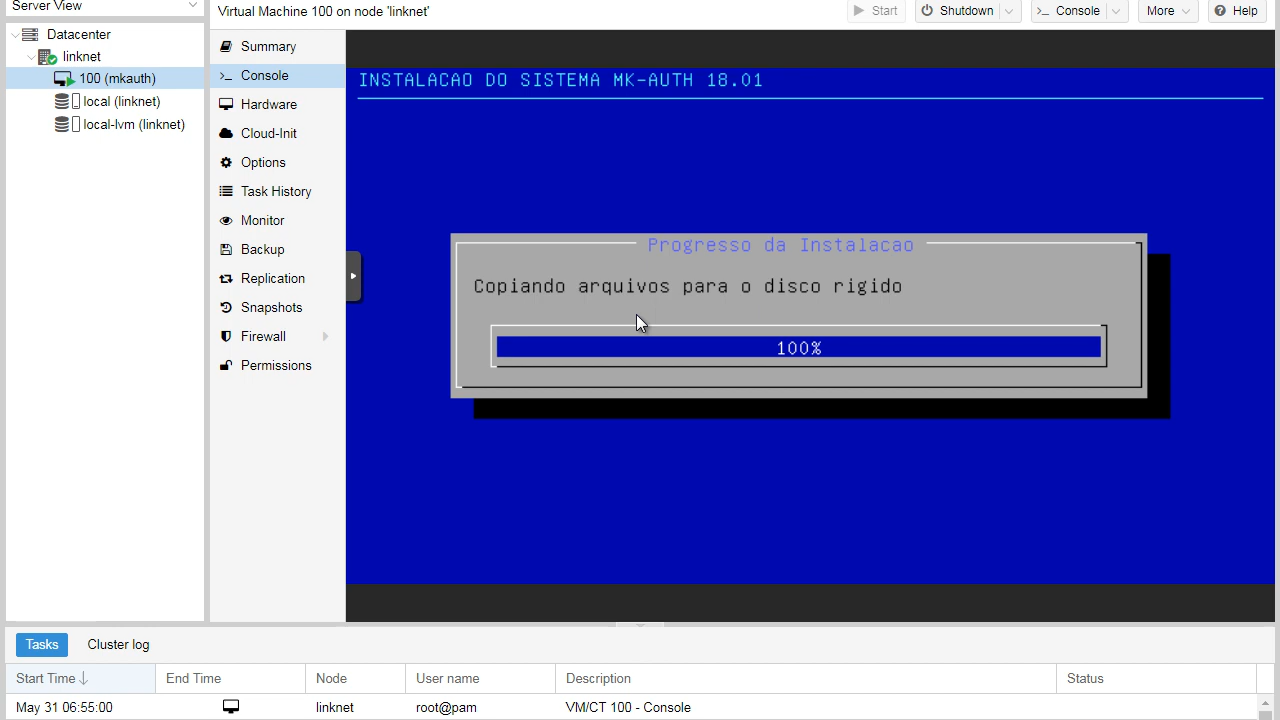 Server View
Virtual Machine 100 on node 'linknet'
Start
Shutdown
Console
More
Help
Datacenter
linknet
100 (mkauth)
local (linknet)
local-lvm (linknet)
Summary
Console
Hardware
Cloud-Init
Options
Task History
Monitor
Backup
Replication
Snapshots
Firewall
Permissions
INSTALACAO DO SISTEMA MK-AUTH 18.01
Progresso da Instalacao
Copiando arquivos para o disco rigido
100%
Tasks
Cluster log
Start Time
End Time
Node
User name
Description
Status
May 31 06:55:00
linknet
root@pam
VM/CT 100 - Console